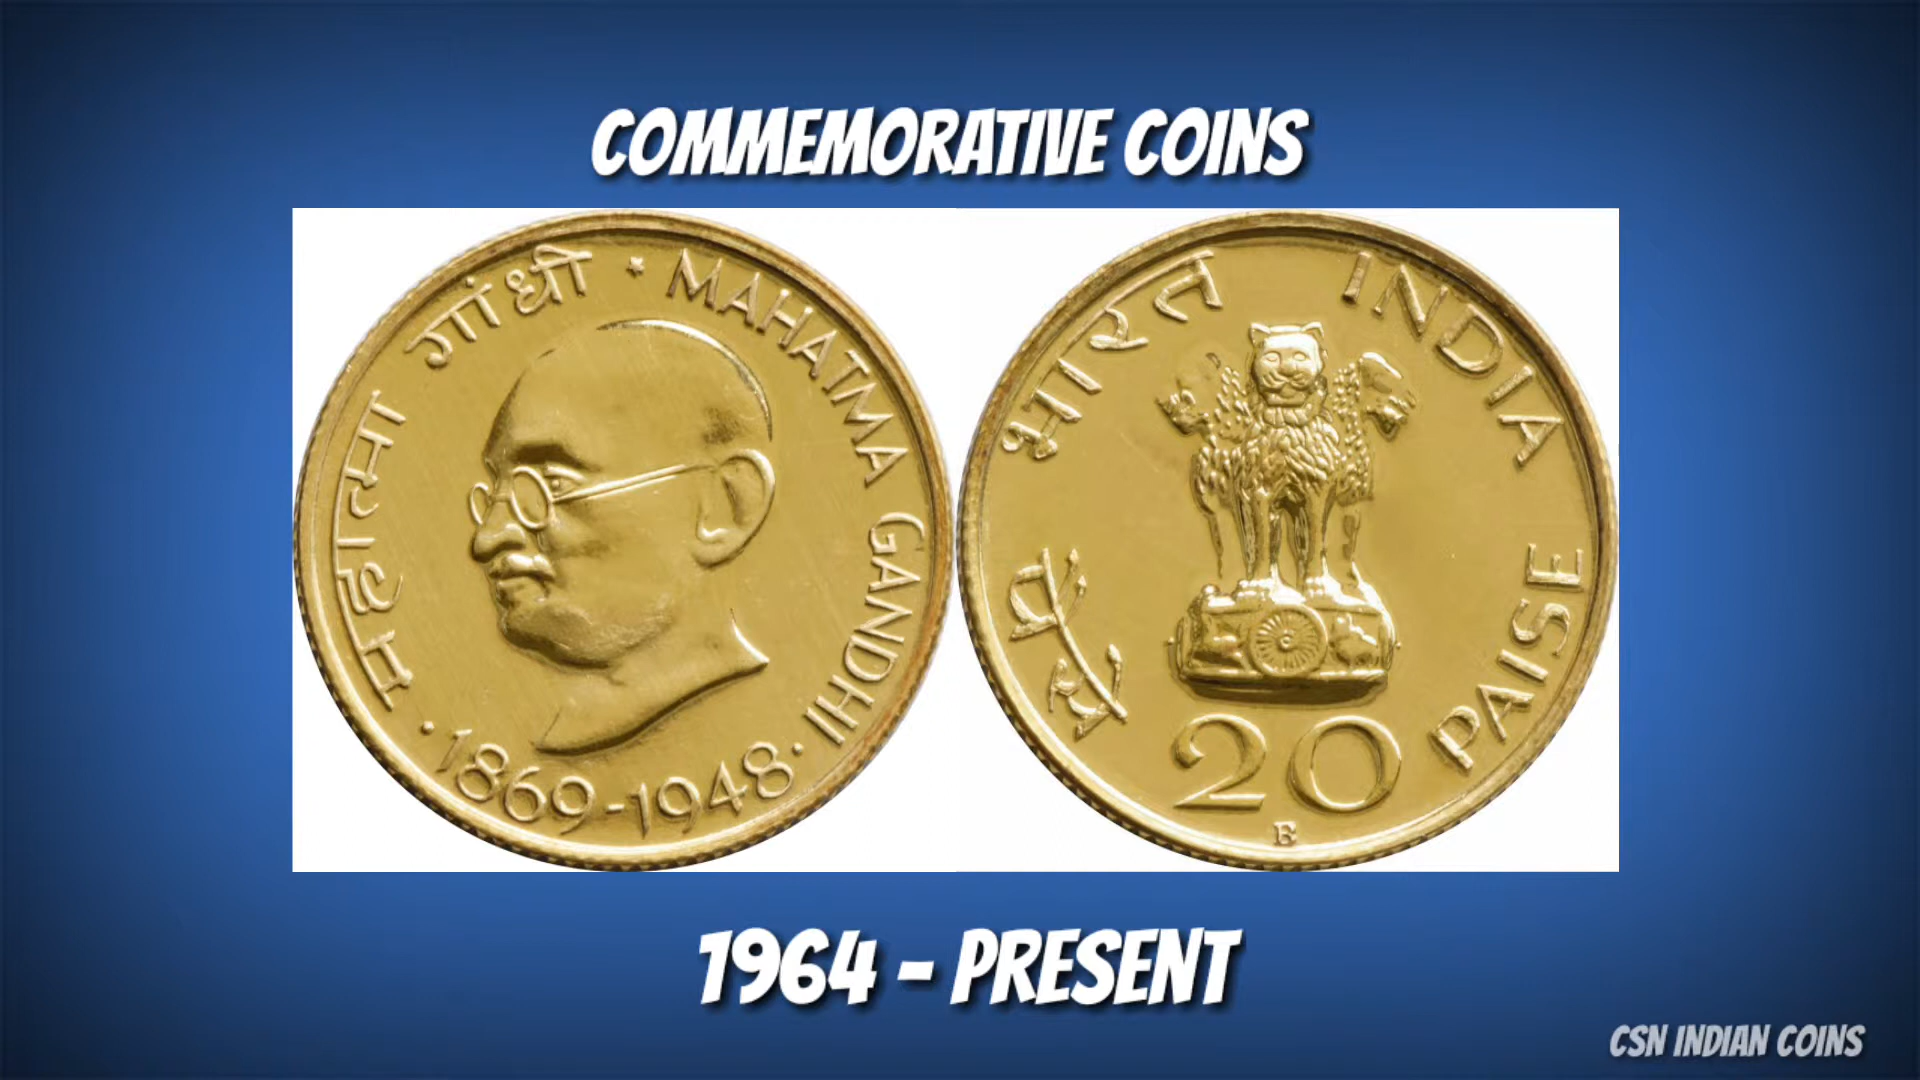 COMMEMORATIVE COINS
महात्मा गांधी · MAHATMA GANDHI
· 1869-1948 ·
भारत INDIA
पैसे PAISE
20
B
1964 - PRESENT
CSN INDIAN COINS